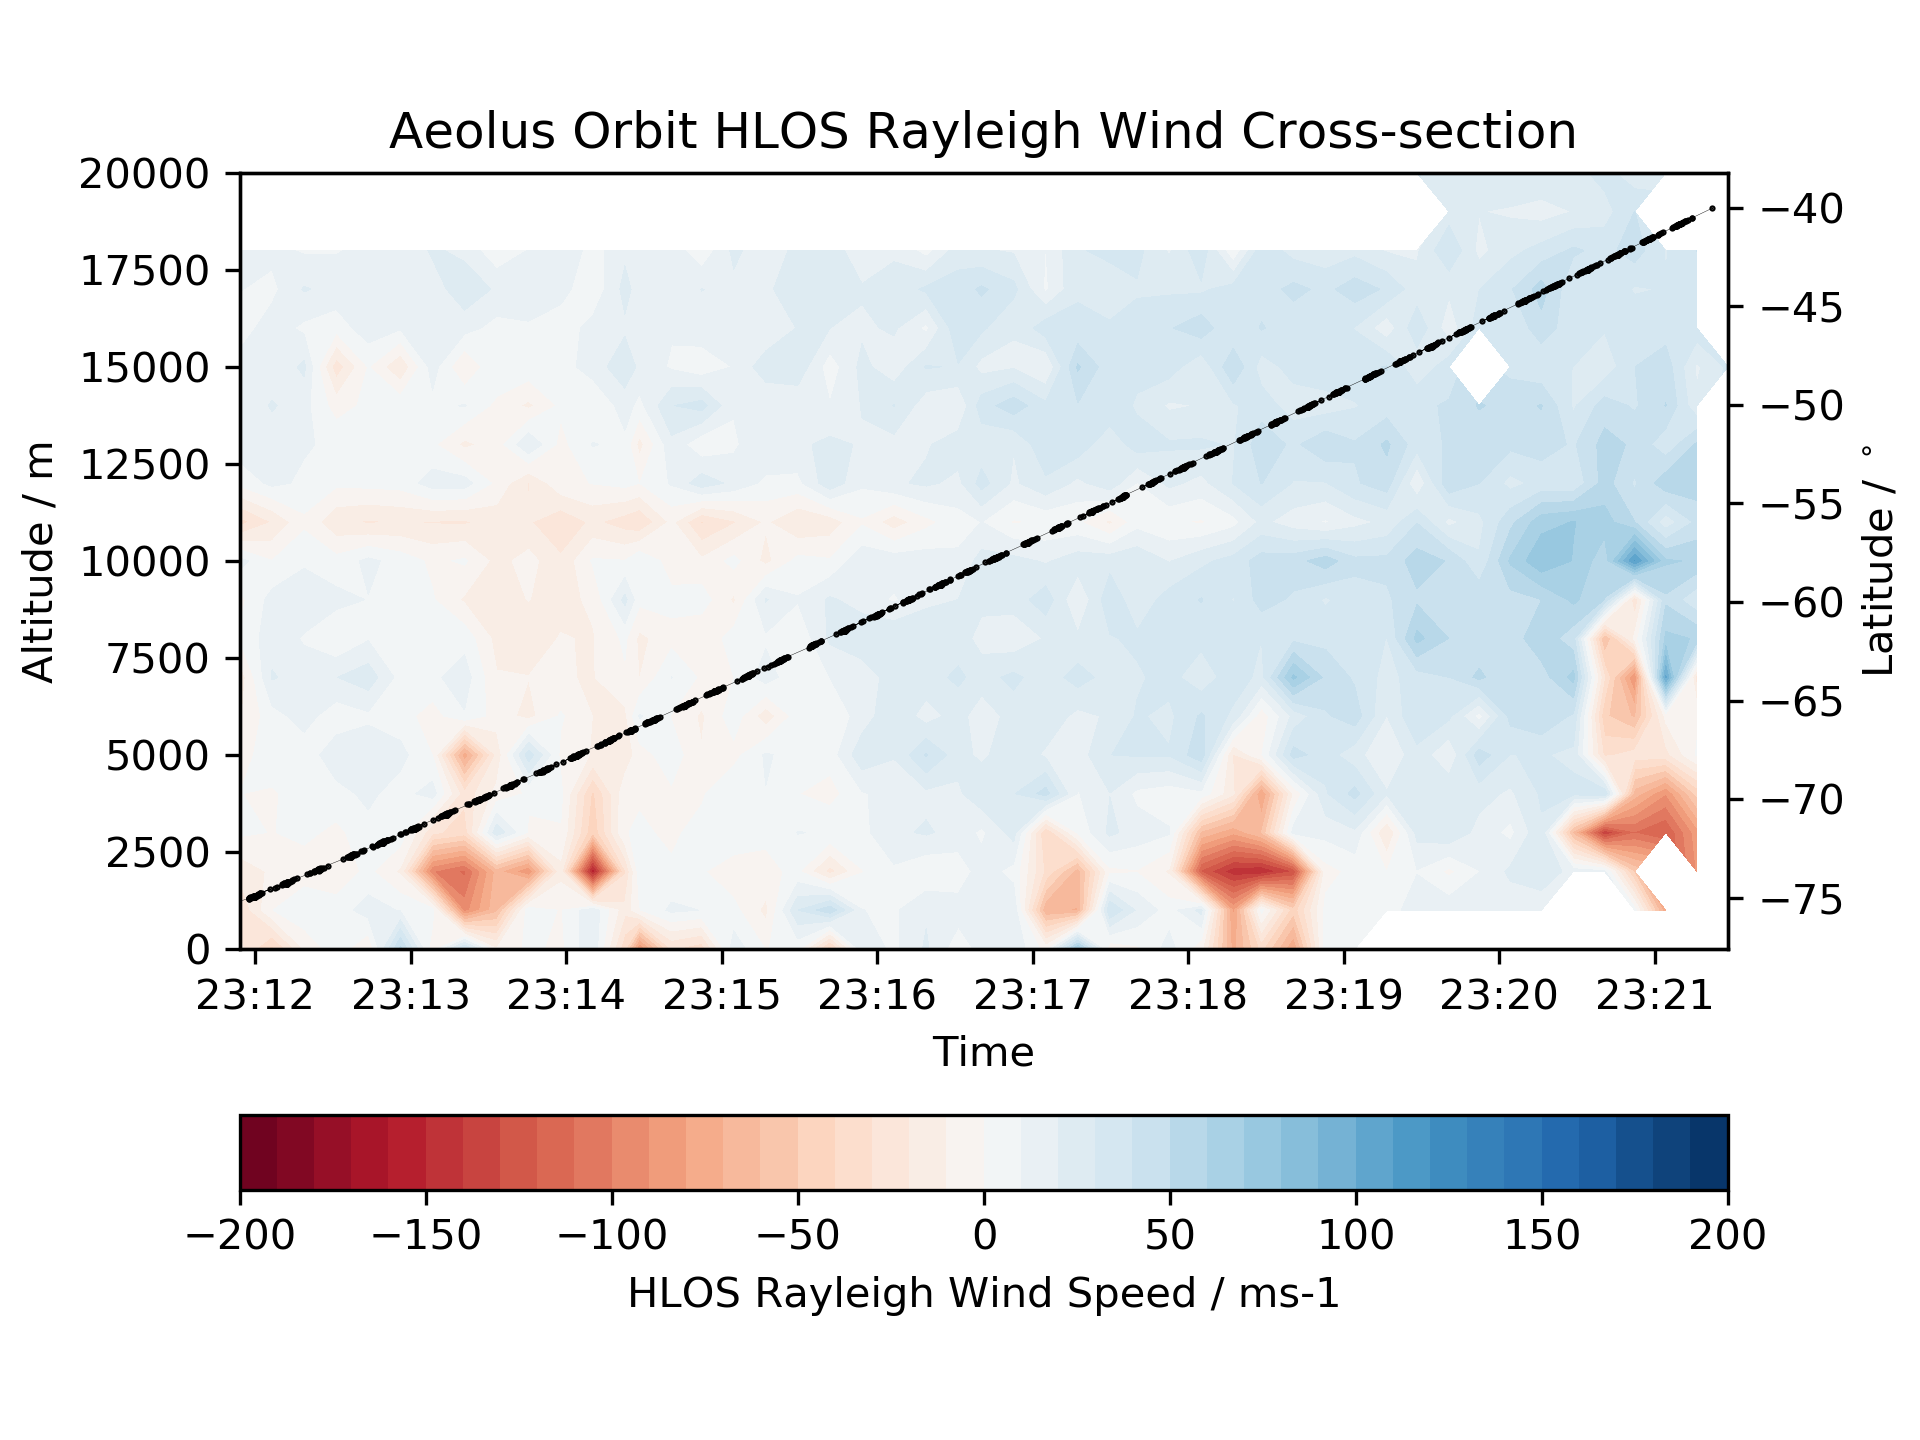 Aeolus Orbit HLOS Rayleigh Wind Cross-section
20000
17500
15000
12500
10000
7500
5000
2500
0
Altitude / m
−40
−45
−50
−55
−60
−65
−70
−75
Latitude / °
23:12 23:13 23:14 23:15 23:16 23:17 23:18 23:19 23:20 23:21
Time
−200 −150 −100 −50 0 50 100 150 200
HLOS Rayleigh Wind Speed / ms-1